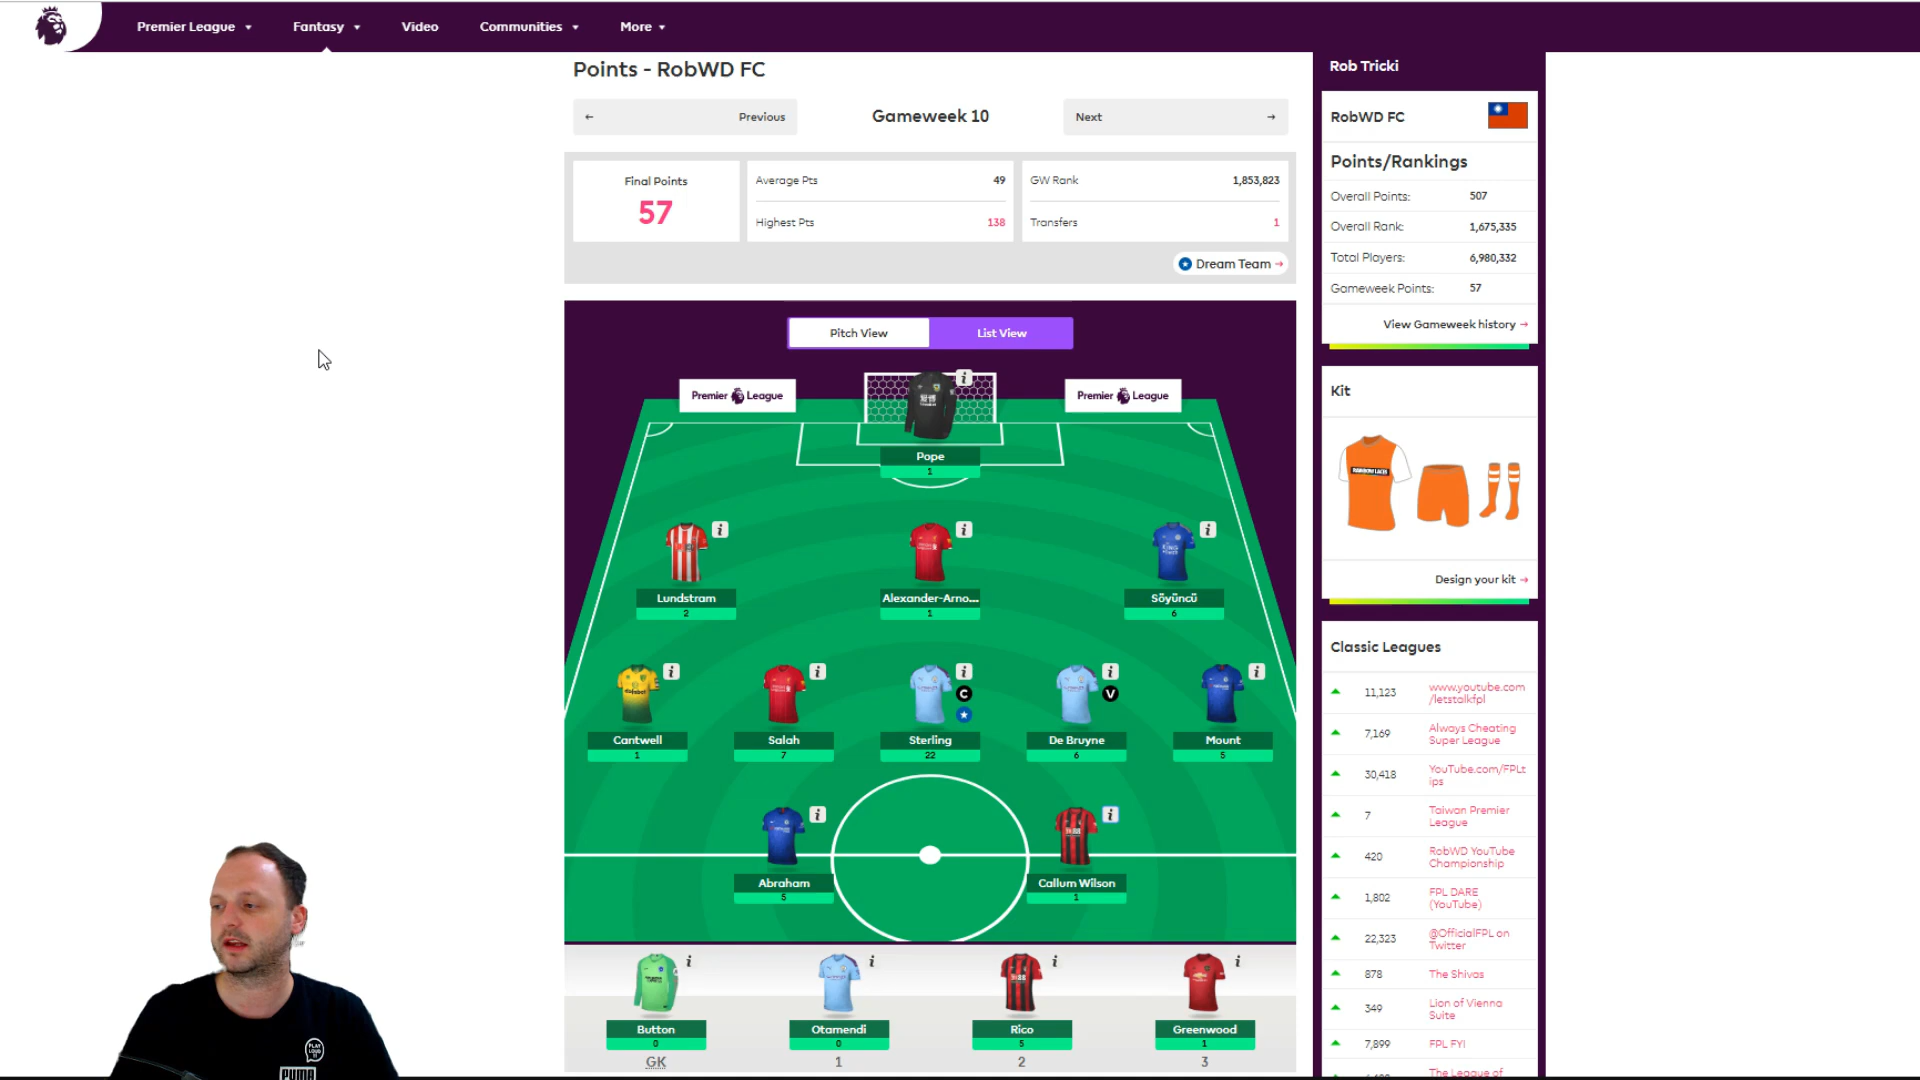 Premier League
Fantasy
Video
Communities
More
Points - RobWD FC
Previous
Gameweek 10
Next
Final Points
57
Average Pts 49
Highest Pts 138
GW Rank 1,853,823
Transfers 1
Dream Team
Pitch View
List View
Premier League
Premier League
Pope
1
Lundstram
2
Alexander-Arno...
1
Söyüncü
6
Cantwell
1
Salah
7
C
Sterling
22
V
De Bruyne
6
Mount
5
Abraham
5
Callum Wilson
1
Button
0
GK
Otamendi
0
1
Rico
5
2
Greenwood
1
3
Rob Tricki
RobWD FC
Points/Rankings
Overall Points: 507
Overall Rank: 1,675,335
Total Players: 6,980,332
Gameweek Points: 57
View Gameweek history
Kit
RAINBOW LACES
Design your kit
Classic Leagues
11,123 www.youtube.com
/letstalkfpl
7,169 Always Cheating
Super League
30,418 YouTube.com/FPLt
ips
7 Taiwan Premier
League
420 RobWD YouTube
Championship
1,802 FPL DARE
(YouTube)
22,323 @OfficialFPL on
Twitter
878 The Shivas
349 Lion of Vienna
Suite
7,899 FPL FYI
The League of
PLAY
LOUD
PUMA